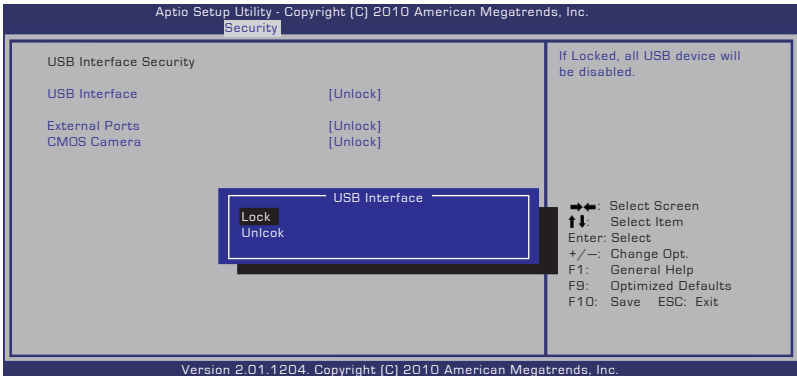 Aptio Setup Utility - Copyright (C) 2010 American Megatrends, Inc.
Security
USB Interface Security
USB Interface [Unlock]
External Ports [Unlock]
CMOS Camera [Unlock]
USB Interface
Lock
Unlcok
If Locked, all USB device will
be disabled.
→←: Select Screen
↑↓: Select Item
Enter: Select
+/—: Change Opt.
F1: General Help
F9: Optimized Defaults
F10: Save ESC: Exit
Version 2.01.1204. Copyright (C) 2010 American Megatrends, Inc.